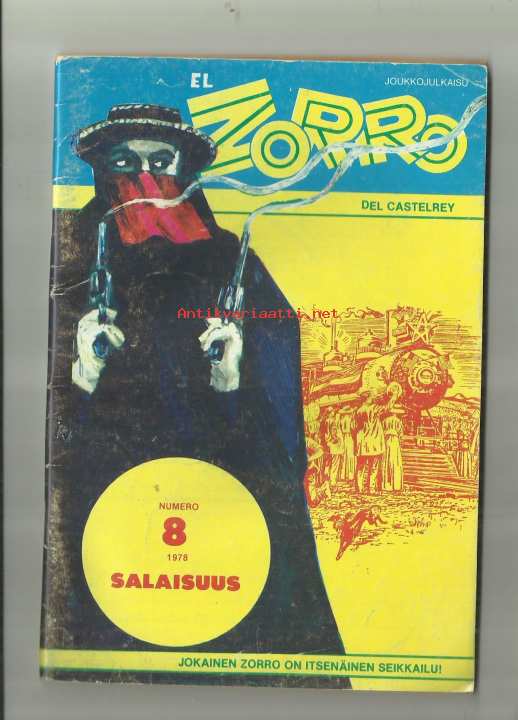 JOUKKOJULKAISU
EL
ZORRO
DEL CASTELREY
Antikvariaatti.net
NUMERO
8
1978
SALAISUUS
JOKAINEN ZORRO ON ITSENÄINEN SEIKKAILU!